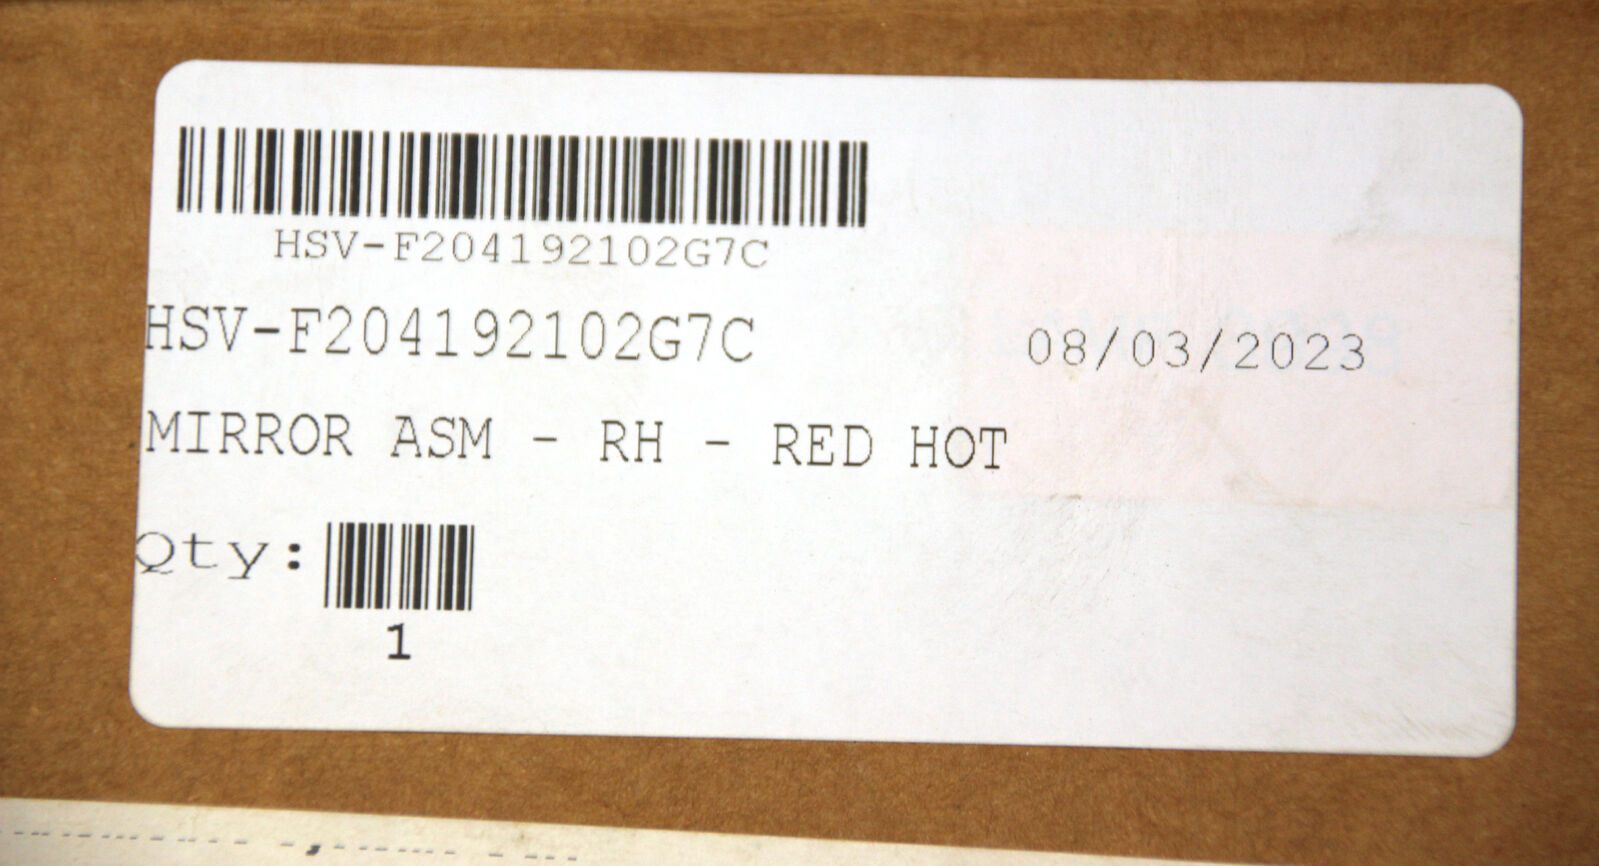 HSV-F204192102G7C
HSV-F204192102G7C
08/03/2023
MIRROR ASM - RH - RED HOT
Qty:
1